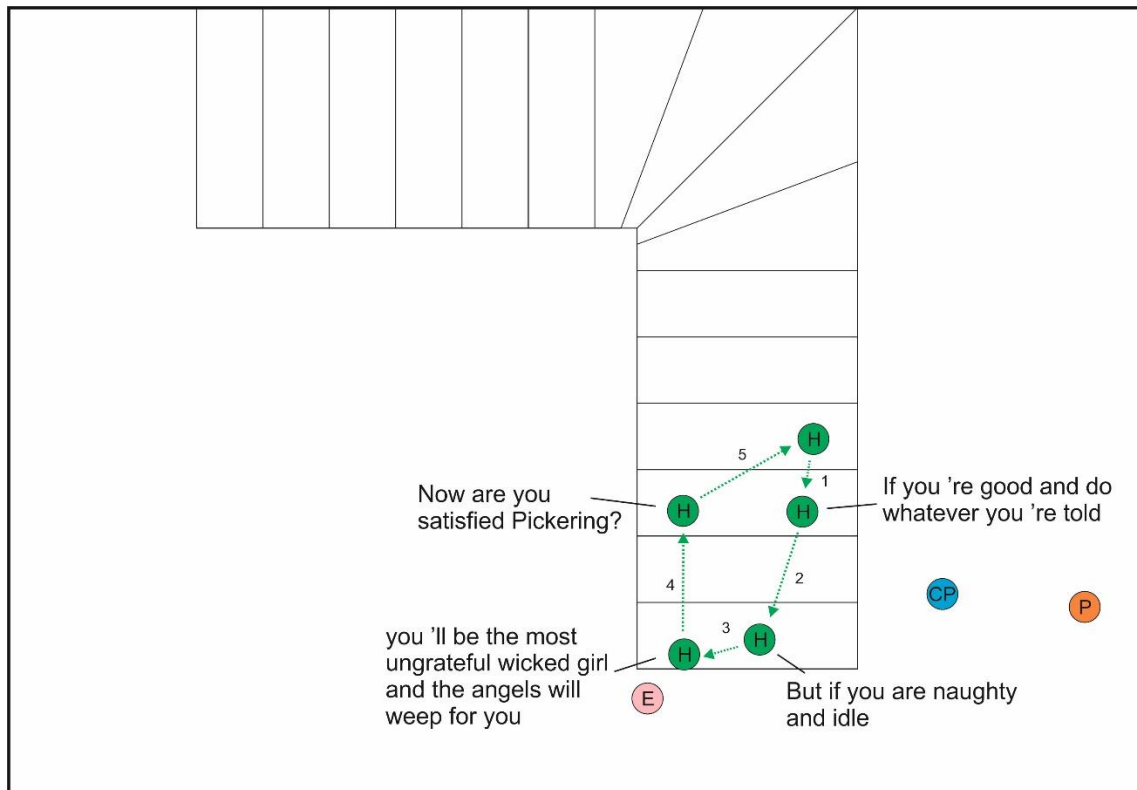 H
5
1
Now are you
satisfied Pickering?
H
H
If you 're good and do
whatever you 're told
4
2
CP
P
you 'll be the most
ungrateful wicked girl
and the angels will
weep for you
H
3
H
E
But if you are naughty
and idle